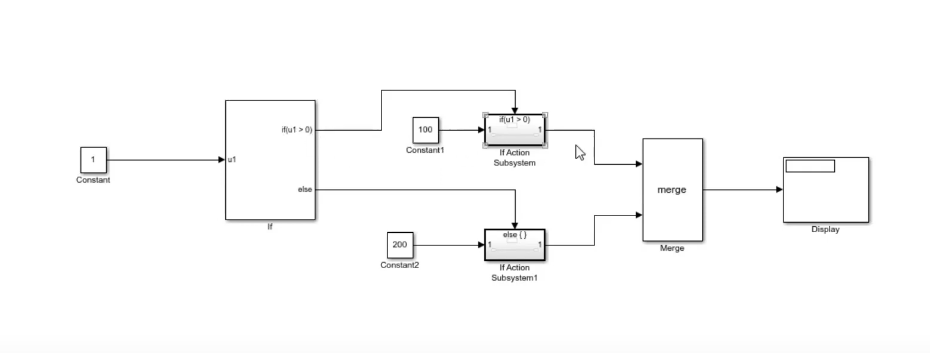 1
Constant
u1
if(u1 > 0)
else
If
100
Constant1
if(u1 > 0)
1
1
If Action
Subsystem
200
Constant2
else { }
1
1
If Action
Subsystem1
merge
Merge
Display